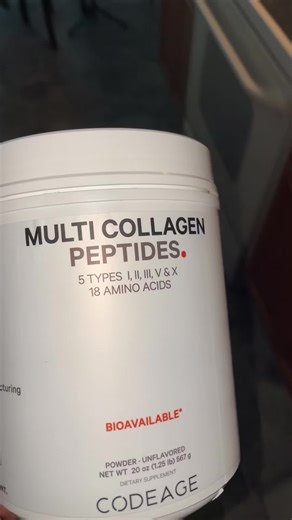 MULTI COLLAGEN
PEPTIDES.
5 TYPES I, II, III, V & X
18 AMINO ACIDS
BIOAVAILABLE*
POWDER · UNFLAVORED
NET WT 20 oz (1.25 lb) 567 g
DIETARY SUPPLEMENT
CODEAGE